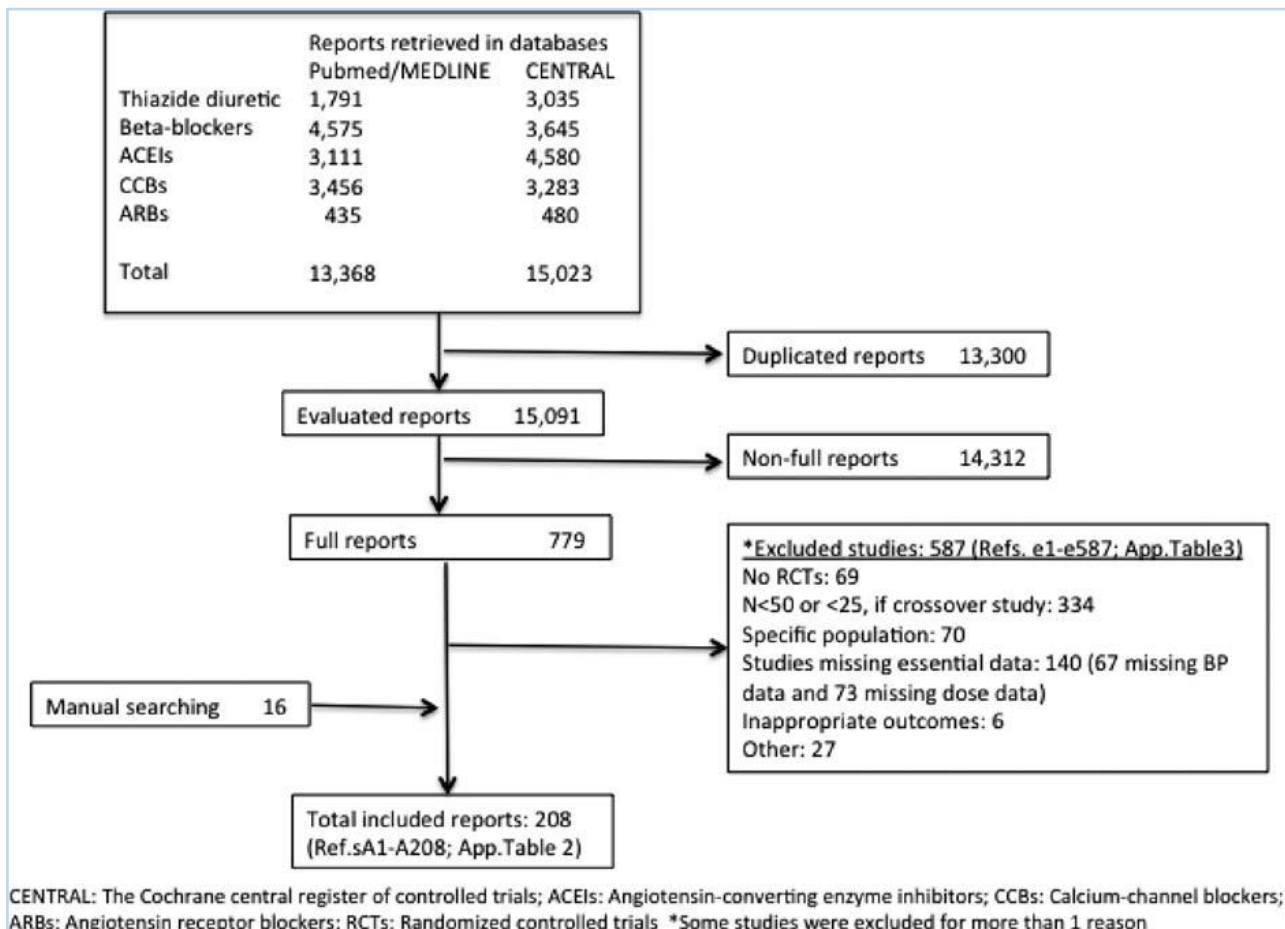 Reports retrieved in databases
Pubmed/MEDLINE CENTRAL
Thiazide diuretic 1,791 3,035
Beta-blockers 4,575 3,645
ACEIs 3,111 4,580
CCBs 3,456 3,283
ARBs 435 480
Total 13,368 15,023
Duplicated reports 13,300
Evaluated reports 15,091
Non-full reports 14,312
Full reports 779
*Excluded studies: 587 (Refs. e1-e587; App.Table3)
No RCTs: 69
N<50 or <25, if crossover study: 334
Specific population: 70
Studies missing essential data: 140 (67 missing BP
data and 73 missing dose data)
Inappropriate outcomes: 6
Other: 27
Manual searching 16
Total included reports: 208
(Ref.sA1-A208; App.Table 2)
CENTRAL: The Cochrane central register of controlled trials; ACEIs: Angiotensin-converting enzyme inhibitors; CCBs: Calcium-channel blockers;
ARBs: Angiotensin receptor blockers; RCTs: Randomized controlled trials *Some studies were excluded for more than 1 reason